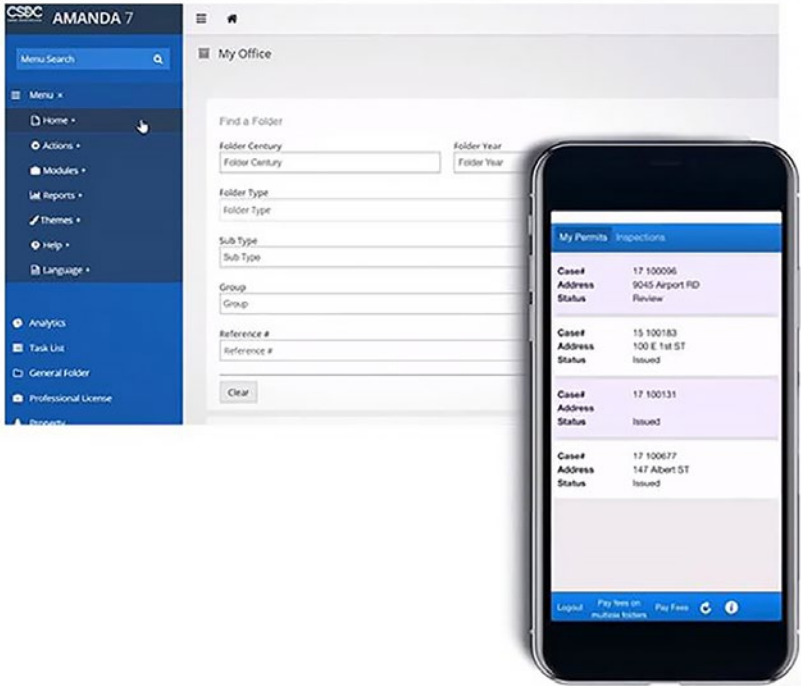 CSDC AMANDA 7
Menu Search
Menu ×
Home
Actions
Modules
Reports
Themes
Help
Language
Analytics
Task List
General Folder
Professional License
Property
My Office
Find a Folder
Folder Century Folder Year
Folder Century Folder Year
Folder Type
Folder Type
Sub Type
Sub Type
Group
Group
Reference #
Reference #
Clear
My Permits Inspections
Case# 17 100096
Address 9045 Airport RD
Status Review
Case# 15 100183
Address 100 E 1st ST
Status Issued
Case# 17 100131
Address
Status Issued
Case# 17 100677
Address 147 Albert ST
Status Issued
Logout Pay fees on Pay Fees
multiple folders